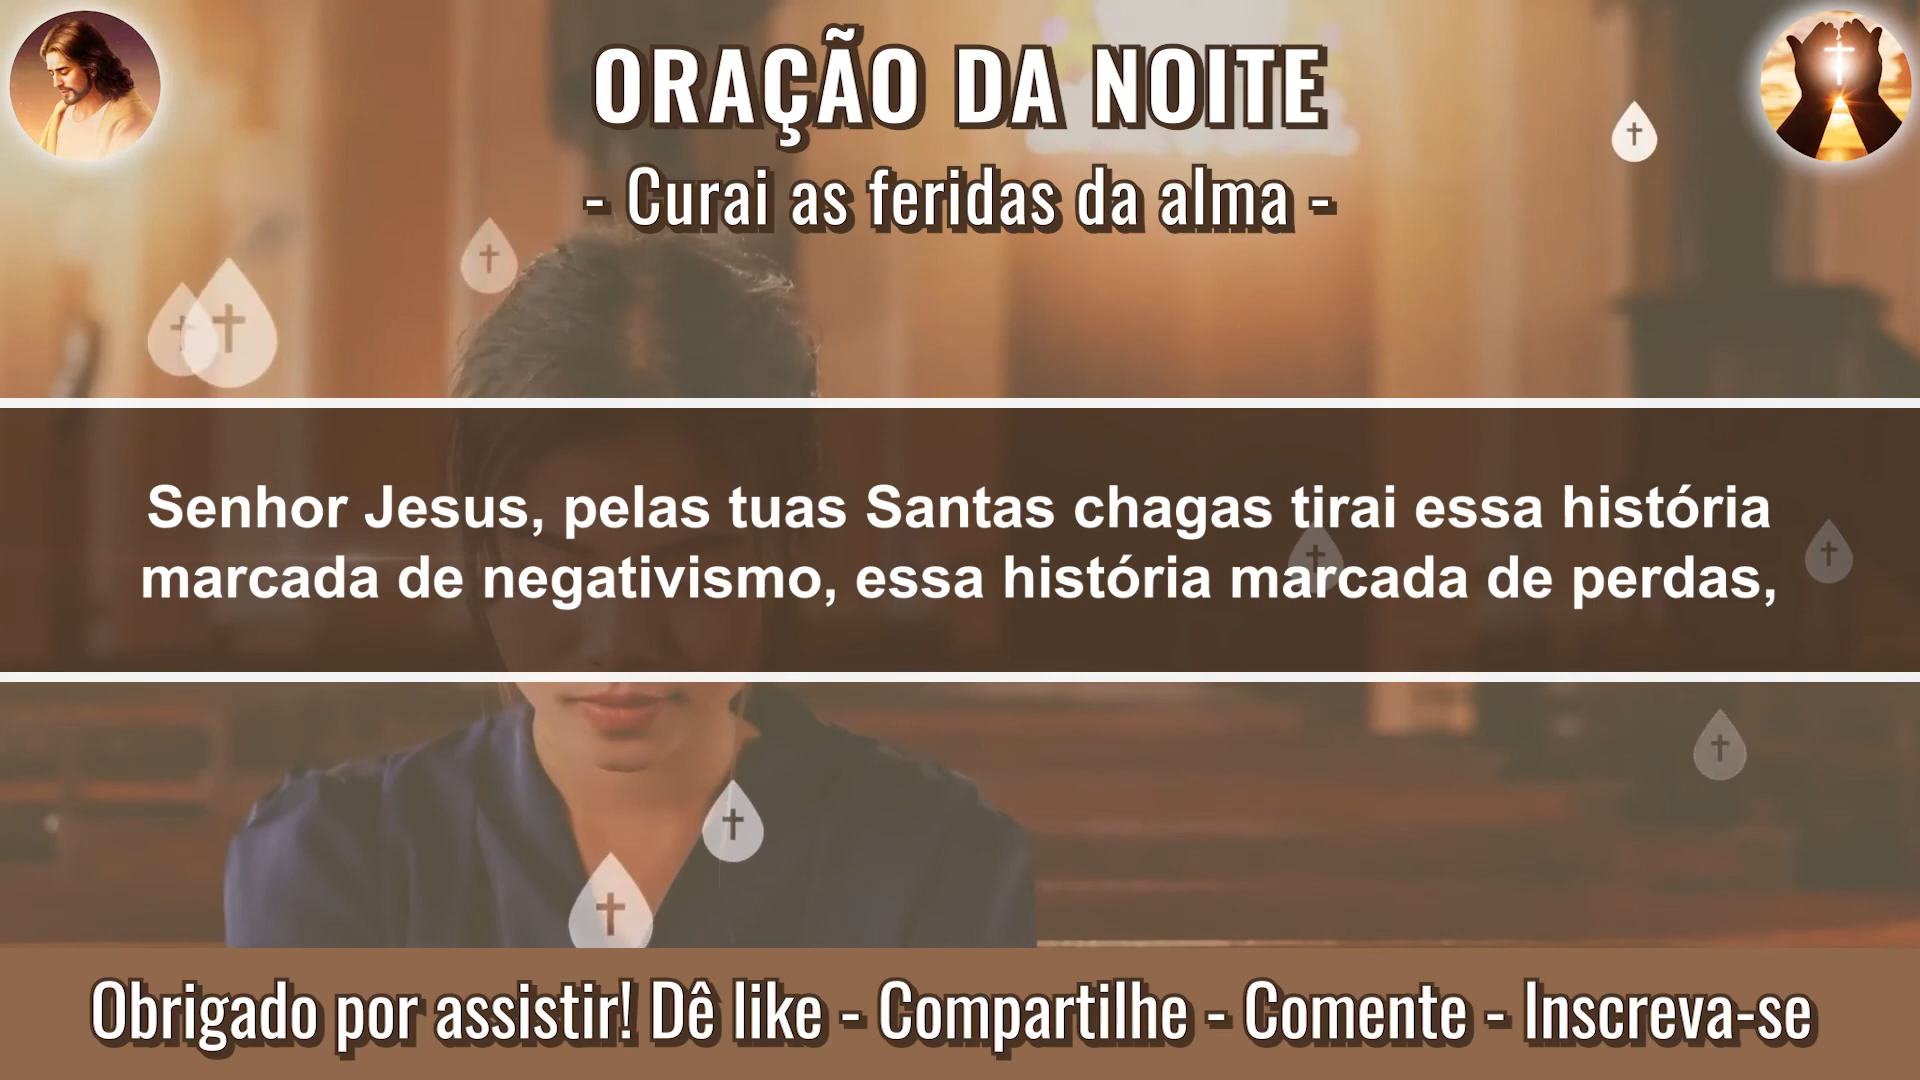 ORAÇÃO DA NOITE
- Curai as feridas da alma -
Senhor Jesus, pelas tuas Santas chagas tirai essa história
marcada de negativismo, essa história marcada de perdas,
Obrigado por assistir! Dê like - Compartilhe - Comente - Inscreva-se